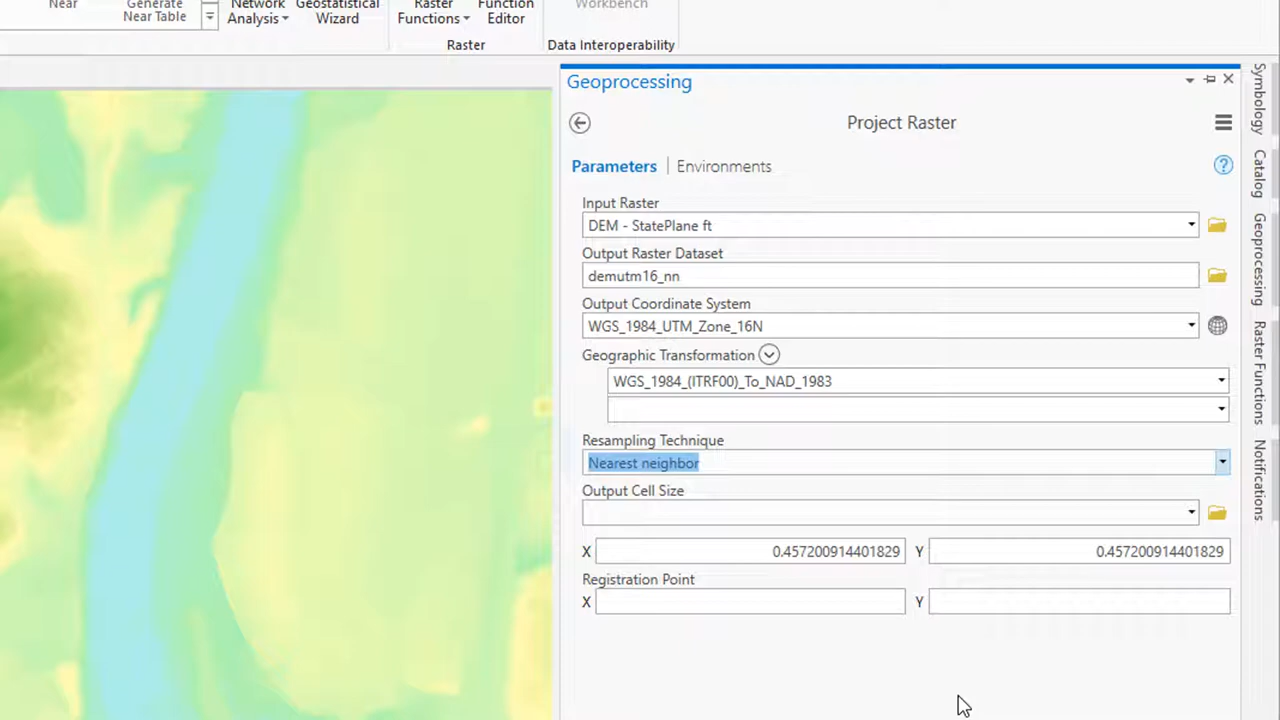 Near
Generate
Near Table
Network
Analysis
Geostatistical
Wizard
Raster
Functions
Function
Editor
Workbench
Raster
Data Interoperability
Geoprocessing
Project Raster
Parameters | Environments
Input Raster
DEM - StatePlane ft
Output Raster Dataset
demutm16_nn
Output Coordinate System
WGS_1984_UTM_Zone_16N
Geographic Transformation
WGS_1984_(ITRF00)_To_NAD_1983
Resampling Technique
Nearest neighbor
Output Cell Size
X 0.457200914401829 Y 0.457200914401829
Registration Point
X Y
Symbology
Catalog
Geoprocessing
Raster Functions
Notifications